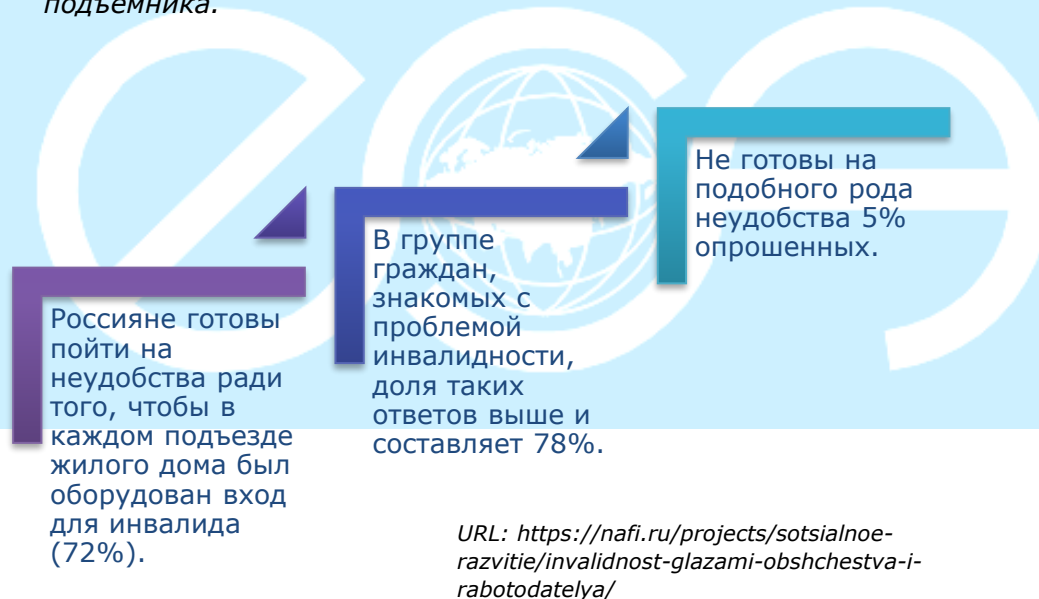 подъемника.
Россияне готовы
пойти на
неудобства ради
того, чтобы в
каждом подъезде
жилого дома был
оборудован вход
для инвалида
(72%).
В группе
граждан,
знакомых с
проблемой
инвалидности,
доля таких
ответов выше и
составляет 78%.
Не готовы на
подобного рода
неудобства 5%
опрошенных.
URL: https://nafi.ru/projects/sotsialnoe-
razvitie/invalidnost-glazami-obshchestva-i-
rabotodatelya/